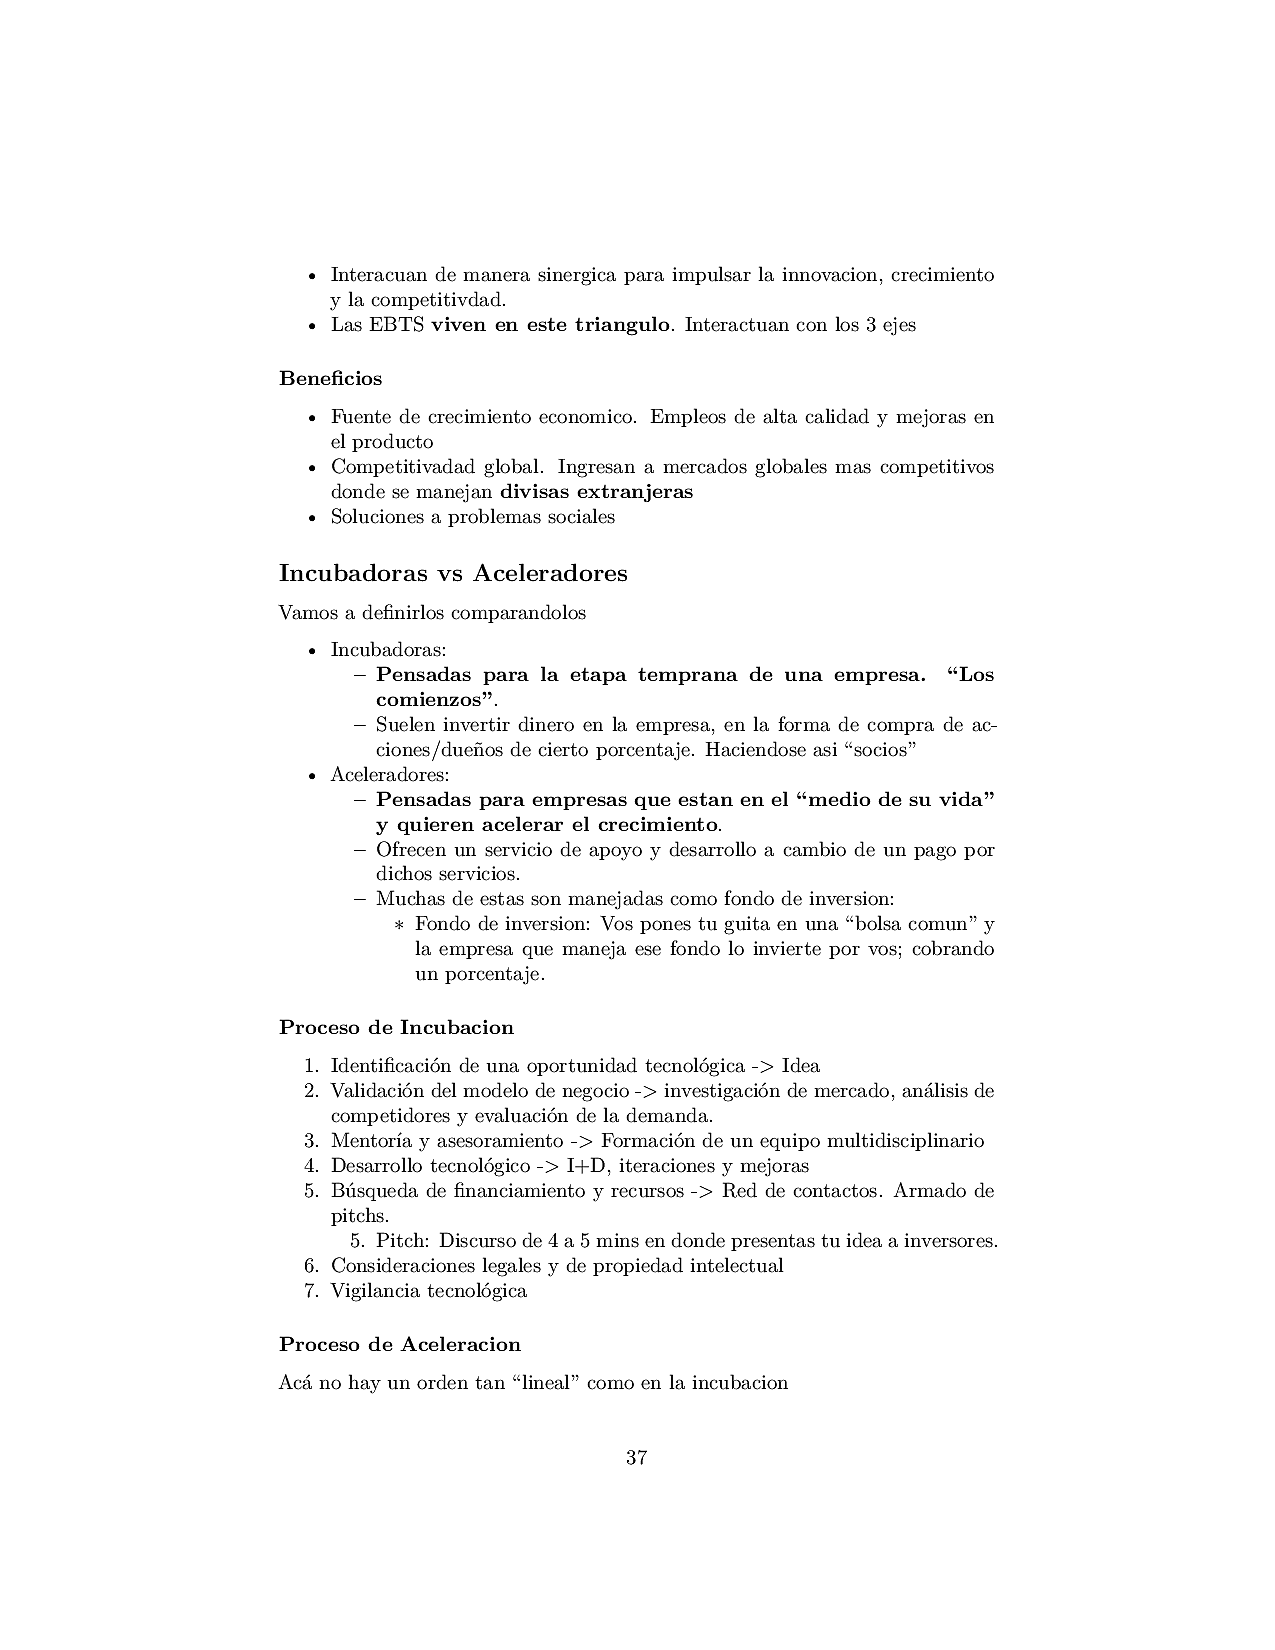 • Interacuan de manera sinergica para impulsar la innovacion, crecimiento
y la competitivdad.
• Las EBTS viven en este triangulo. Interactuan con los 3 ejes
Beneficios
• Fuente de crecimiento economico. Empleos de alta calidad y mejoras en
el producto
• Competitivadad global. Ingresan a mercados globales mas competitivos
donde se manejan divisas extranjeras
• Soluciones a problemas sociales
Incubadoras vs Aceleradores
Vamos a definirlos comparandolos
• Incubadoras:
– Pensadas para la etapa temprana de una empresa. “Los
comienzos”.
– Suelen invertir dinero en la empresa, en la forma de compra de ac-
ciones/dueños de cierto porcentaje. Haciendose asi “socios”
• Aceleradores:
– Pensadas para empresas que estan en el “medio de su vida”
y quieren acelerar el crecimiento.
– Ofrecen un servicio de apoyo y desarrollo a cambio de un pago por
dichos servicios.
– Muchas de estas son manejadas como fondo de inversion:
∗ Fondo de inversion: Vos pones tu guita en una “bolsa comun” y
la empresa que maneja ese fondo lo invierte por vos; cobrando
un porcentaje.
Proceso de Incubacion
1. Identificación de una oportunidad tecnológica -> Idea
2. Validación del modelo de negocio -> investigación de mercado, análisis de
competidores y evaluación de la demanda.
3. Mentoría y asesoramiento -> Formación de un equipo multidisciplinario
4. Desarrollo tecnológico -> I+D, iteraciones y mejoras
5. Búsqueda de financiamiento y recursos -> Red de contactos. Armado de
pitchs.
5. Pitch: Discurso de 4 a 5 mins en donde presentas tu idea a inversores.
6. Consideraciones legales y de propiedad intelectual
7. Vigilancia tecnológica
Proceso de Aceleracion
Acá no hay un orden tan “lineal” como en la incubacion
37